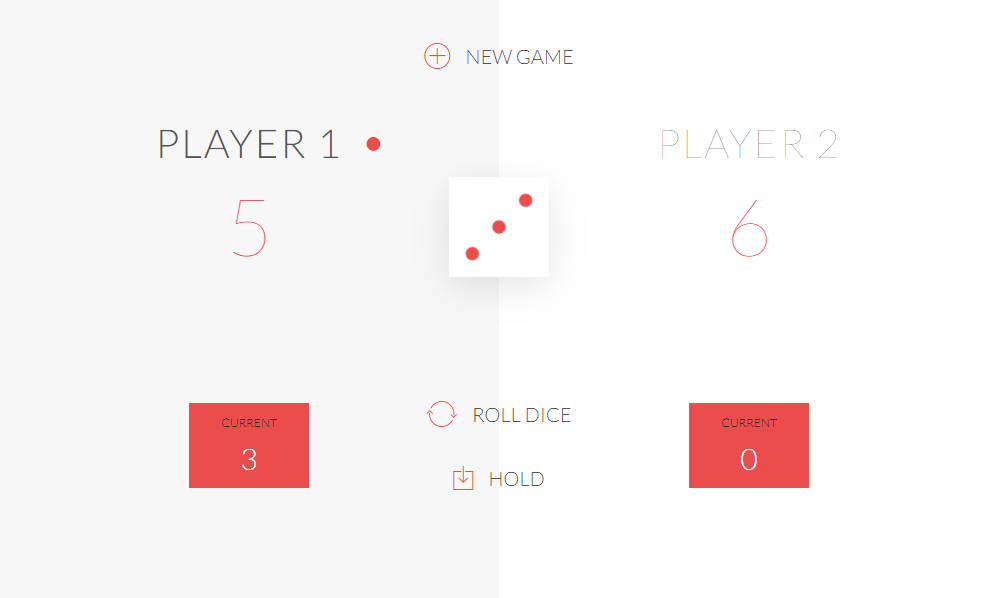 NEW GAME
PLAYER 1
5
PLAYER 2
6
CURRENT
3
CURRENT
0
ROLL DICE
HOLD